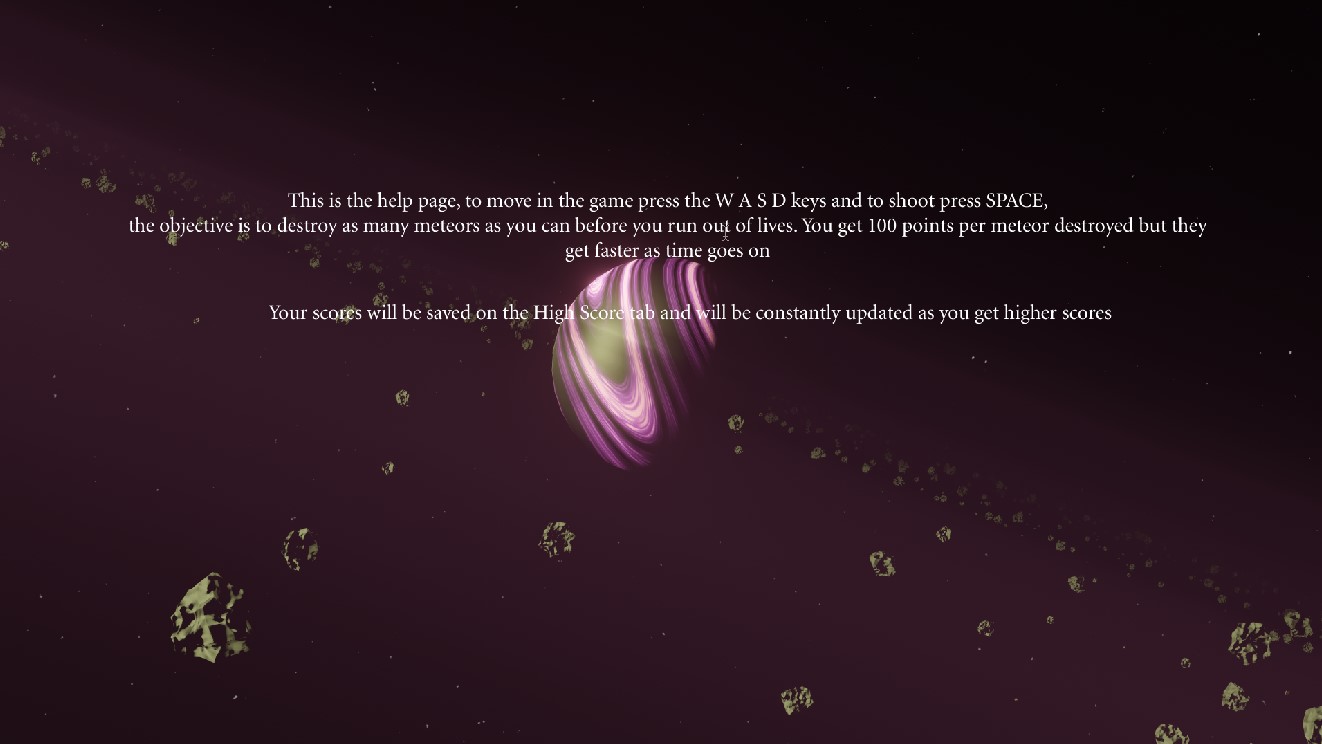 This is the help page, to move in the game press the W A S D keys and to shoot press SPACE,
the objective is to destroy as many meteors as you can before you run out of lives. You get 100 points per meteor destroyed but they
get faster as time goes on
Your scores will be saved on the High Score tab and will be constantly updated as you get higher scores